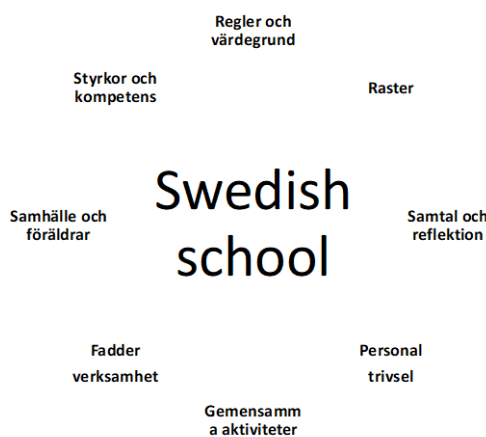 Regler och
värdegrund
Styrkor och
kompetens
Raster
Swedish
school
Samhälle och
föräldrar
Samtal och
reflektion
Fadder
verksamhet
Personal
trivsel
Gemensamm
a aktiviteter